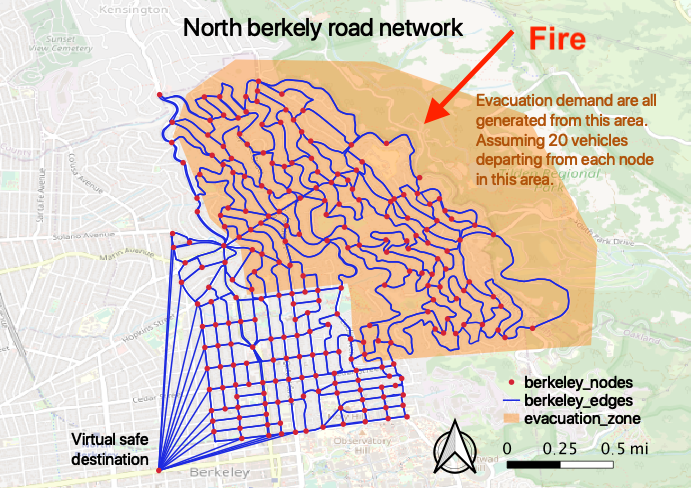 North berkely road network
Fire
Kensington
Sunset
View Cemetery
Evacuation demand are all
generated from this area.
Assuming 20 vehicles
departing from each node
in this area.
Regional
Park
Solano Avenue
Marin Avenue
Hopkins Street
Cedar Street
Virtual safe
destination
Berkeley
Observatory
Hill
berkeley_nodes
berkeley_edges
evacuation_zone
0 0.25 0.5 mi